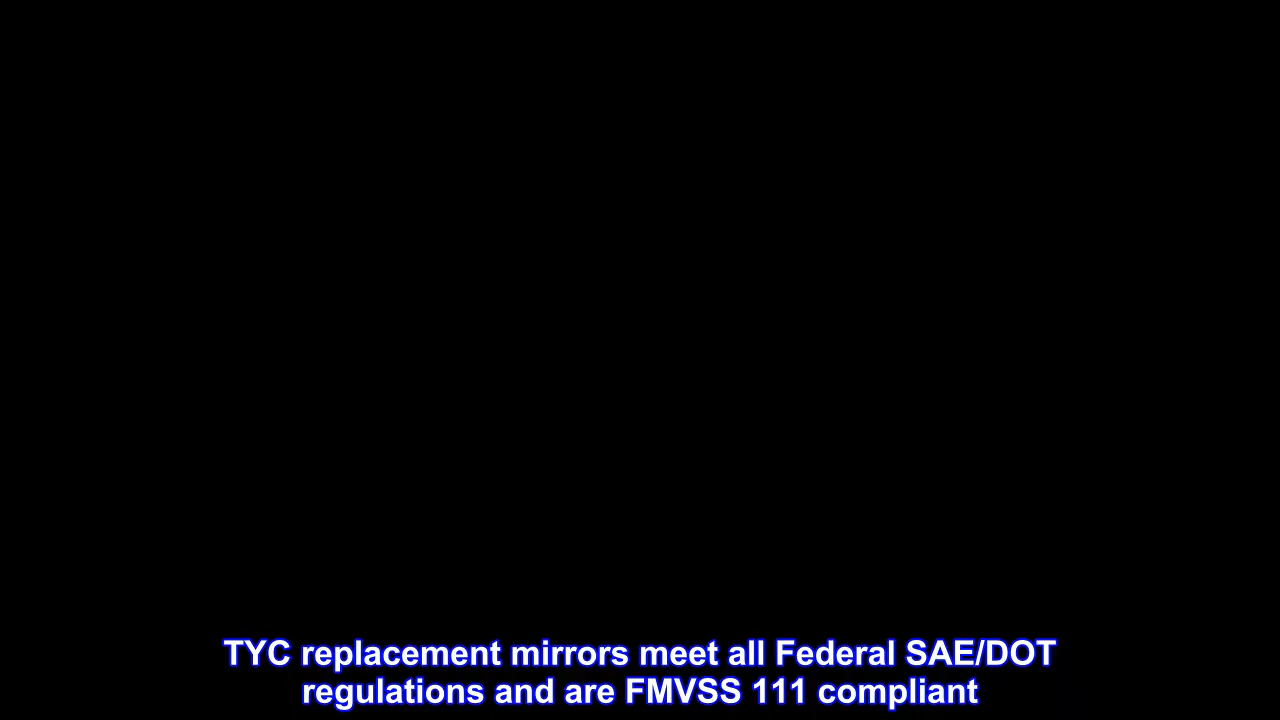 TYC replacement mirrors meet all Federal SAE/DOT
regulations and are FMVSS 111 compliant